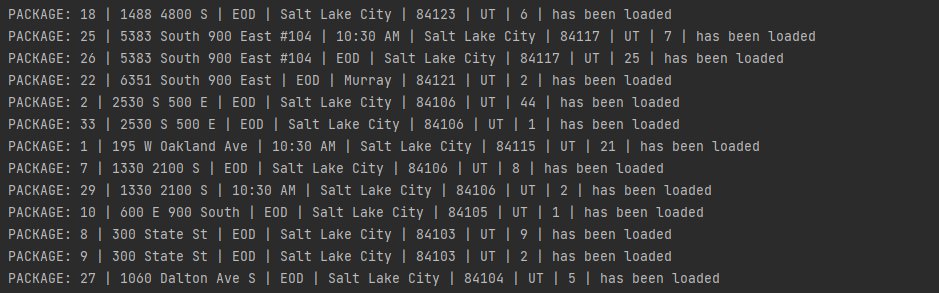 PACKAGE: 18 | 1488 4800 S | EOD | Salt Lake City | 84123 | UT | 6 | has been loaded
PACKAGE: 25 | 5383 South 900 East #104 | 10:30 AM | Salt Lake City | 84117 | UT | 7 | has been loaded
PACKAGE: 26 | 5383 South 900 East #104 | EOD | Salt Lake City | 84117 | UT | 25 | has been loaded
PACKAGE: 22 | 6351 South 900 East | EOD | Murray | 84121 | UT | 2 | has been loaded
PACKAGE: 2 | 2530 S 500 E | EOD | Salt Lake City | 84106 | UT | 44 | has been loaded
PACKAGE: 33 | 2530 S 500 E | EOD | Salt Lake City | 84106 | UT | 1 | has been loaded
PACKAGE: 1 | 195 W Oakland Ave | 10:30 AM | Salt Lake City | 84115 | UT | 21 | has been loaded
PACKAGE: 7 | 1330 2100 S | EOD | Salt Lake City | 84106 | UT | 8 | has been loaded
PACKAGE: 29 | 1330 2100 S | 10:30 AM | Salt Lake City | 84106 | UT | 2 | has been loaded
PACKAGE: 10 | 600 E 900 South | EOD | Salt Lake City | 84105 | UT | 1 | has been loaded
PACKAGE: 8 | 300 State St | EOD | Salt Lake City | 84103 | UT | 9 | has been loaded
PACKAGE: 9 | 300 State St | EOD | Salt Lake City | 84103 | UT | 2 | has been loaded
PACKAGE: 27 | 1060 Dalton Ave S | EOD | Salt Lake City | 84104 | UT | 5 | has been loaded